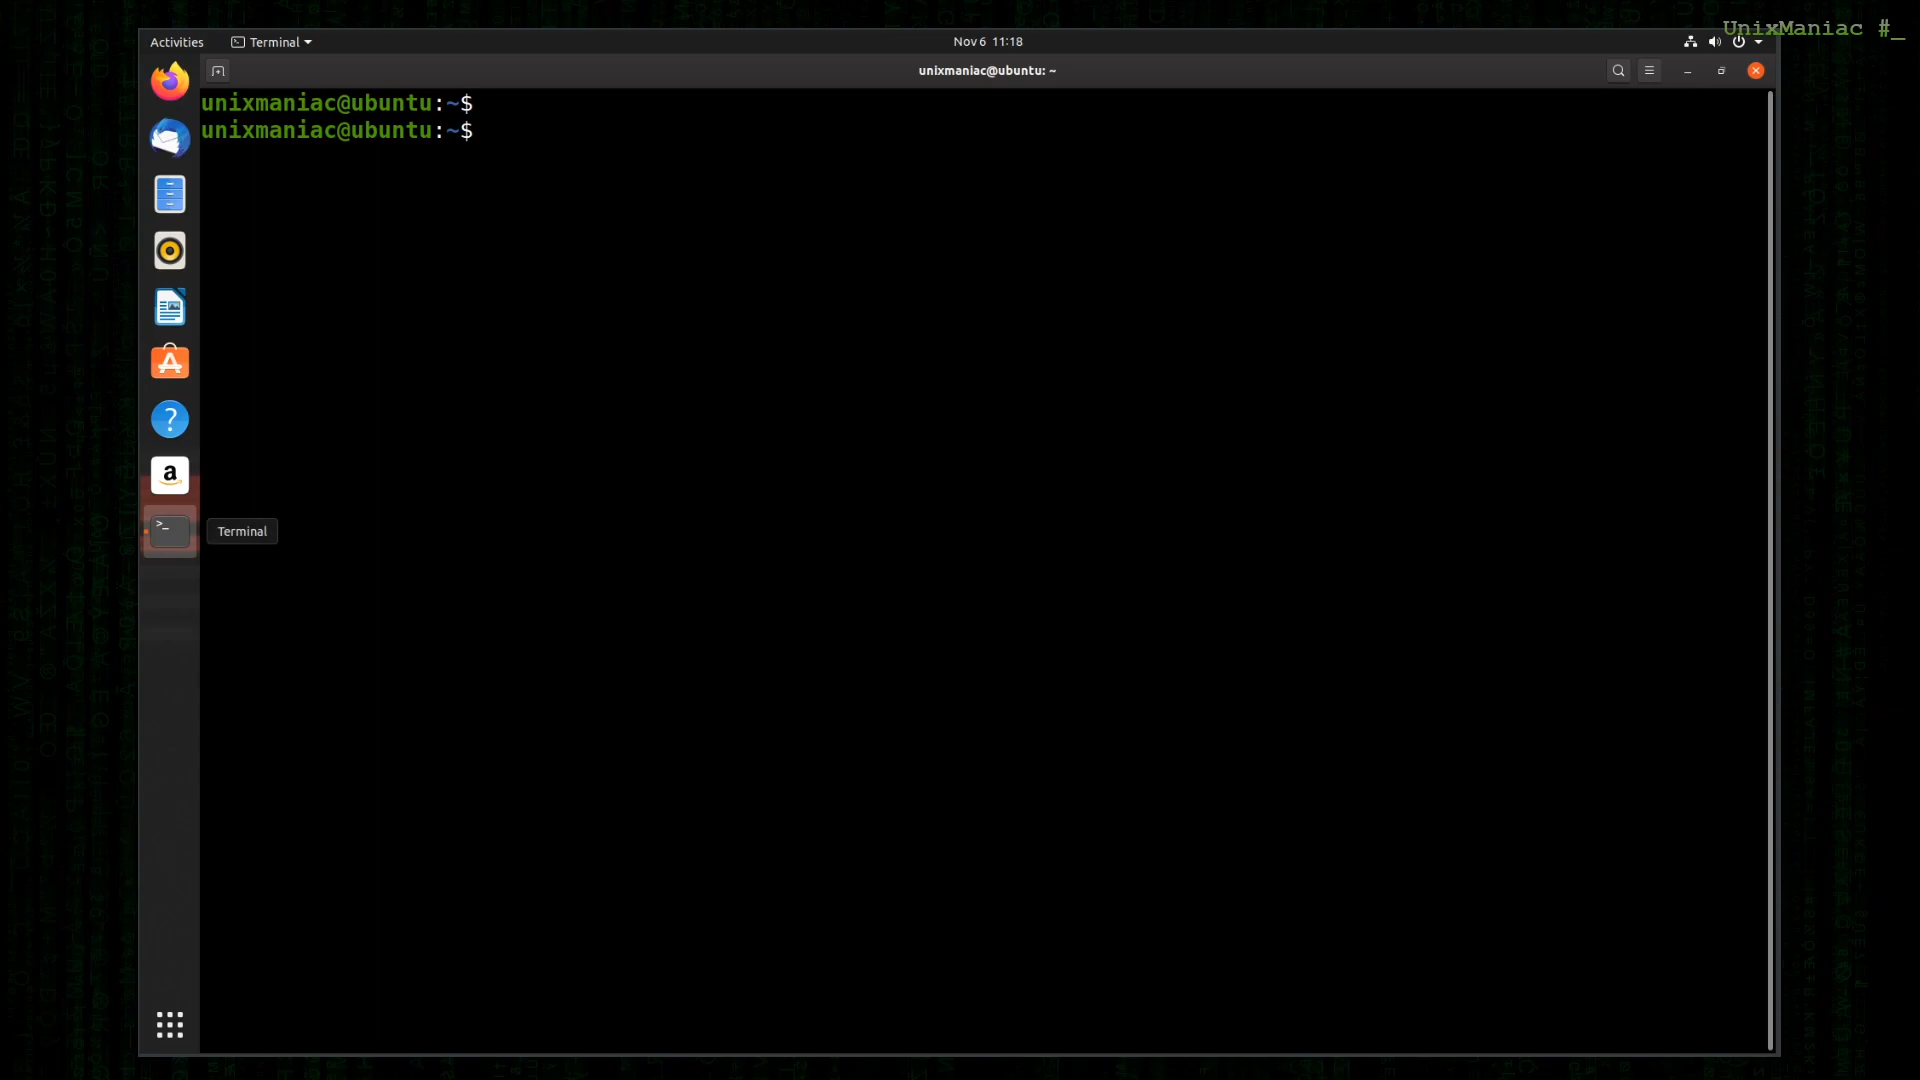 UnixManiac #_
Activities Terminal Nov 6 11:18
unixmaniac@ubuntu: ~
unixmaniac@ubuntu:~$
unixmaniac@ubuntu:~$
a
>_
Terminal